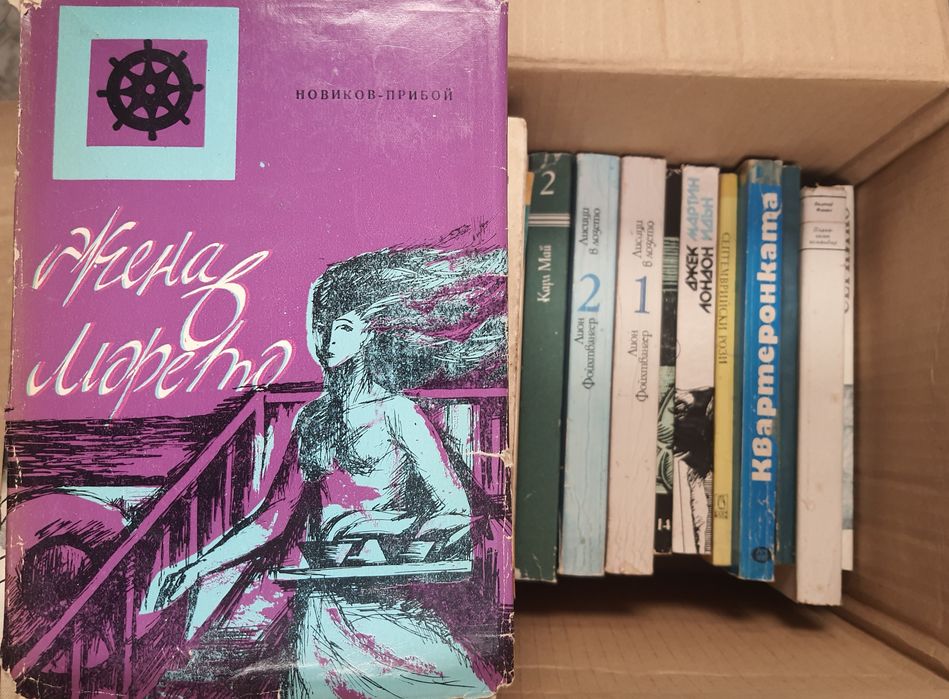 НОВИКОВ-ПРИБОЙ
Жена
в
Морето
2
Карл Май
Лисици
в лозето
2
Лион
Фойхтвангер
Лисици
в лозето
1
Лион
Фойхтвангер
14
ДЖЕК МАРТИН
ЛОНДОН ИДЪН
СЕПТЕМВРИЙСКИ РОЗИ
Квартеронката